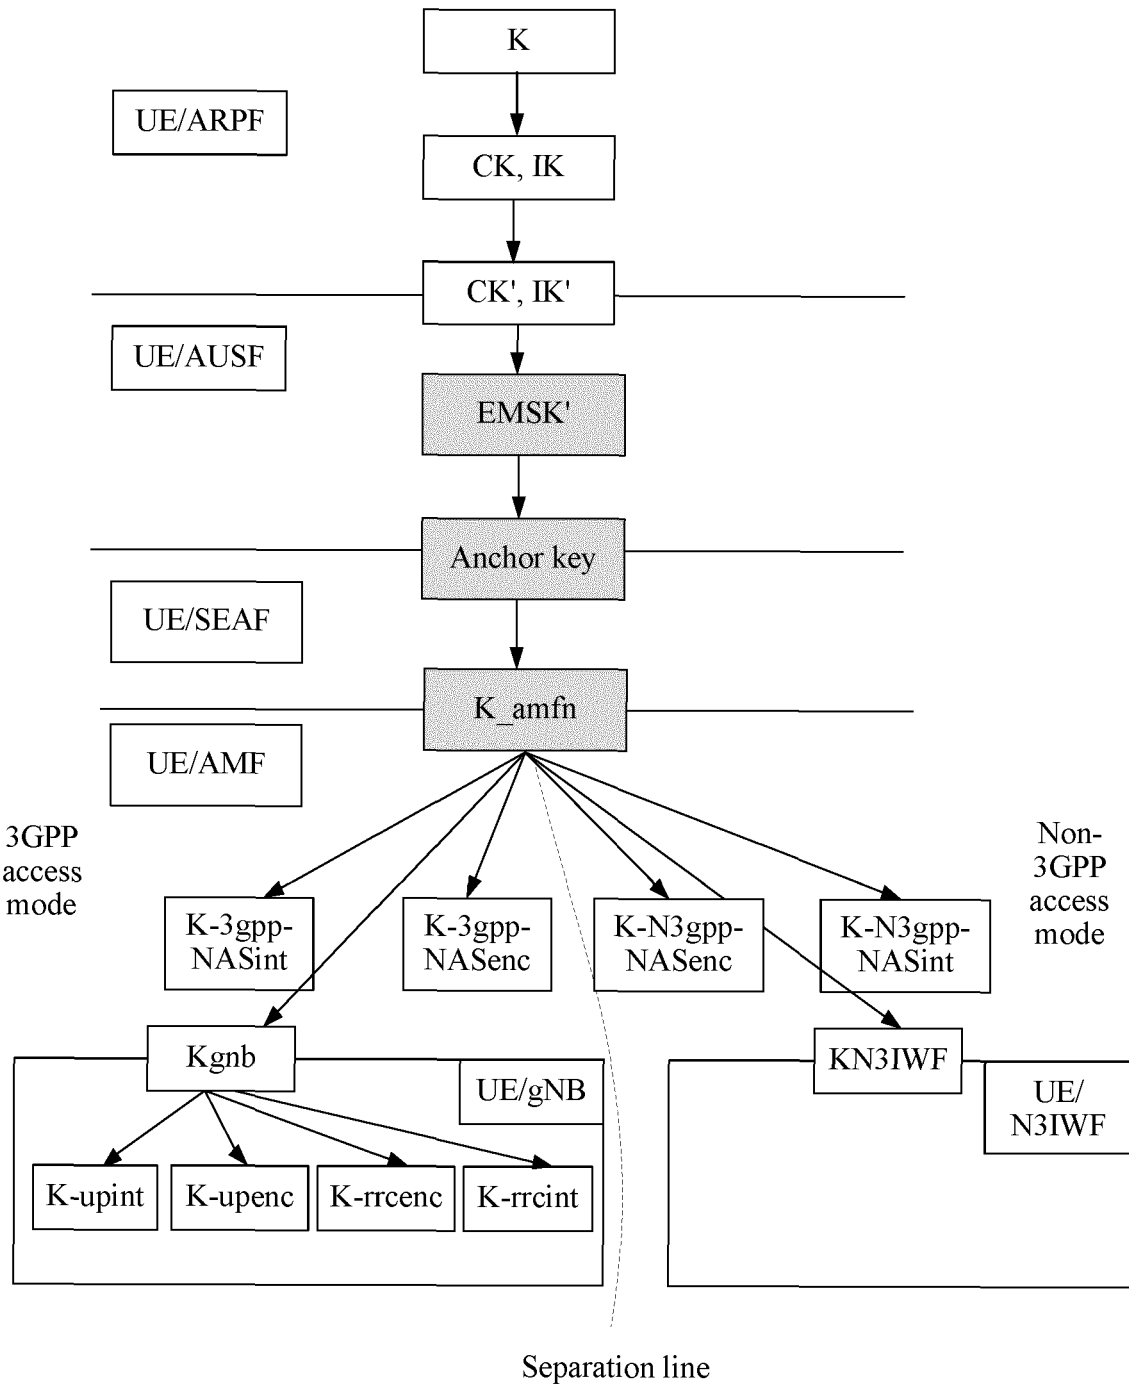 K
UE/ARPF
CK, IK
CK', IK'
UE/AUSF
EMSK'
Anchor key
UE/SEAF
K_amfn
UE/AMF
3GPP
access
mode
Non-
3GPP
access
mode
K-3gpp-
NASint
K-3gpp-
NASenc
K-N3gpp-
NASenc
K-N3gpp-
NASint
Kgnb
KN3IWF
UE/gNB
UE/
N3IWF
K-upint
K-upenc
K-rrcenc
K-rrcint
Separation line